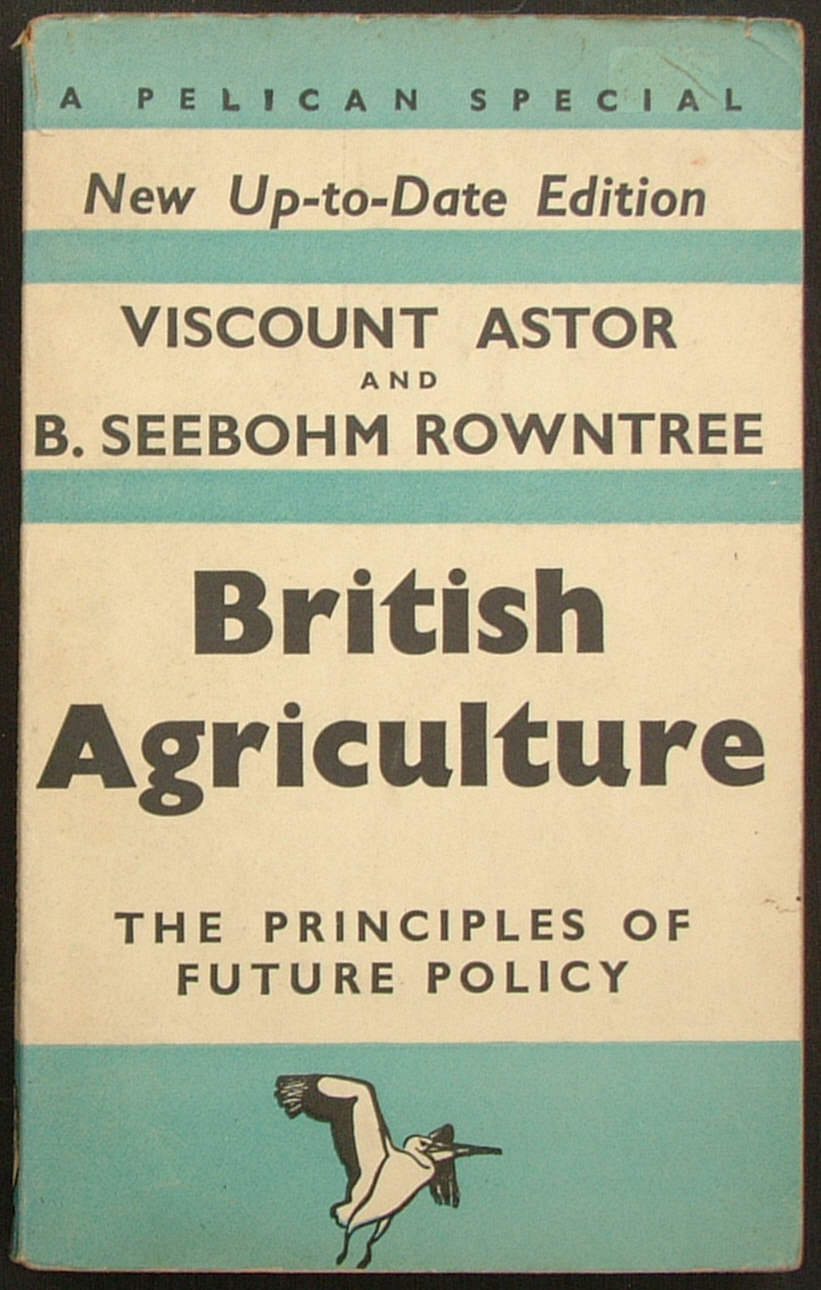 A PELICAN SPECIAL
New Up-to-Date Edition
VISCOUNT ASTOR
AND
B. SEEBOHM ROWNTREE
British
Agriculture
THE PRINCIPLES OF
FUTURE POLICY